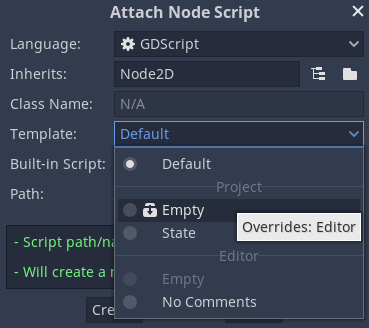 Attach Node Script
Language: GDScript
Inherits: Node2D
Class Name: N/A
Template: Default
Built-in Script: Default
Project
Path: Empty
Overrides: Editor
State
- Script path/na
Editor
Empty
- Will create a
No Comments
Cre